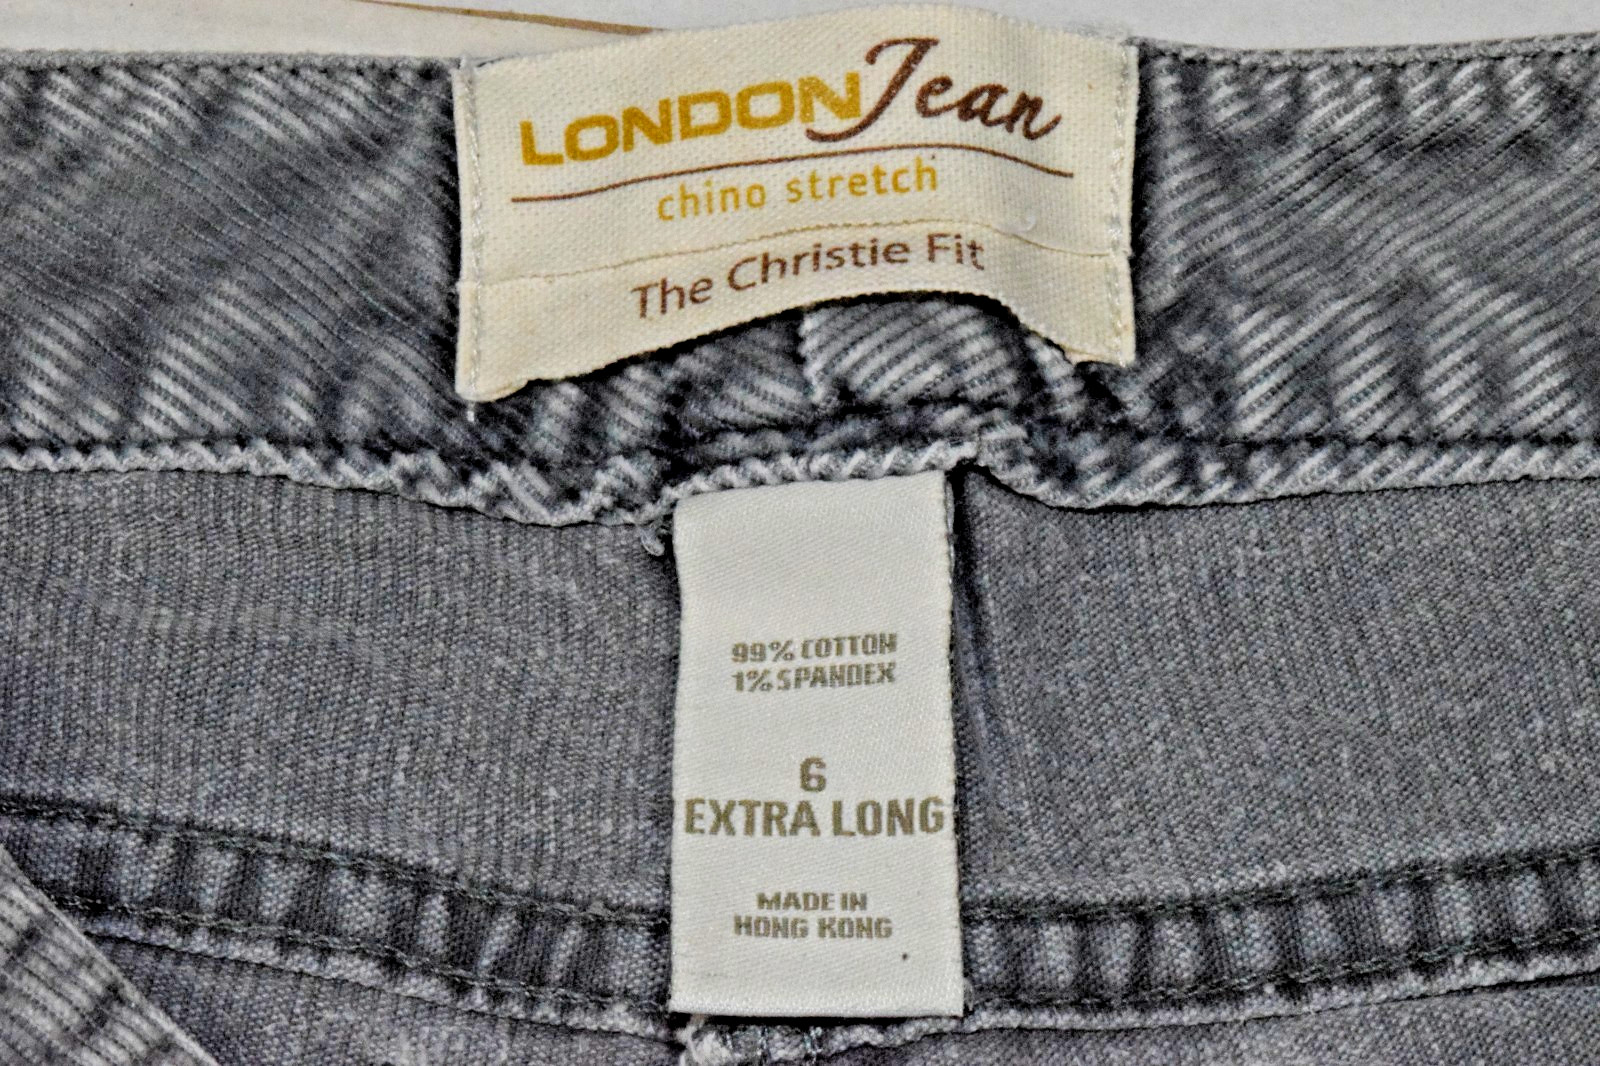 LONDON Jean
chino stretch
The Christie Fit
99% COTTON
1% SPANDEX
6
EXTRA LONG
MADE IN
HONG KONG